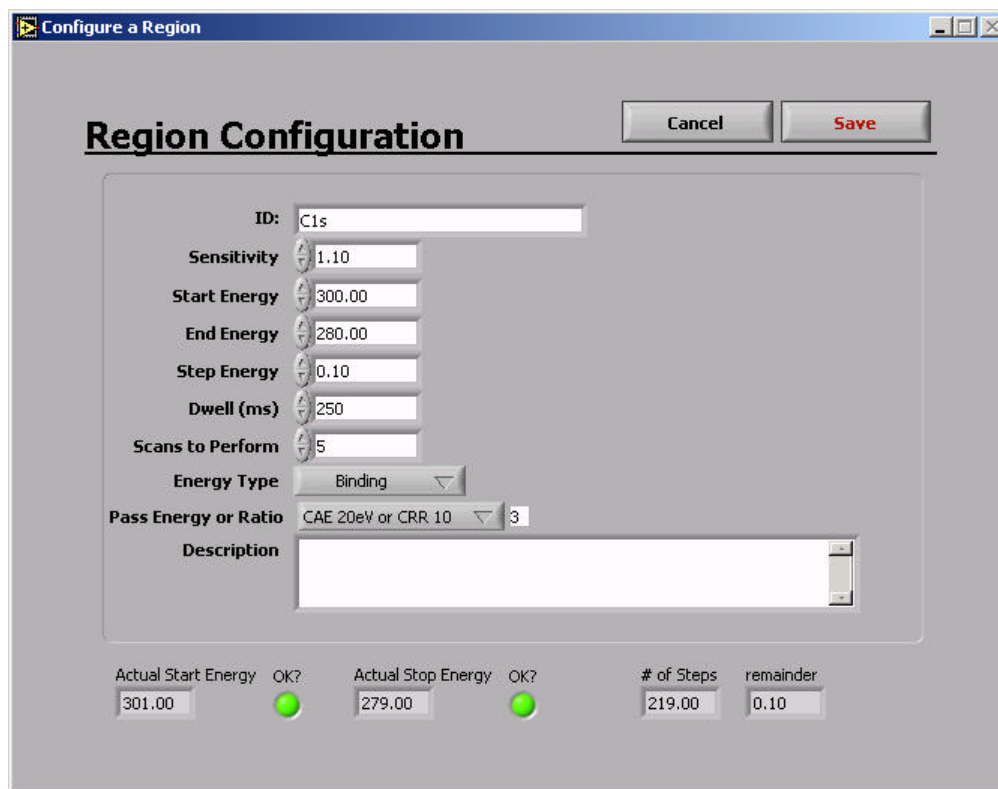 Configure a Region
Cancel
Save
Region Configuration
ID: C1s
Sensitivity 1.10
Start Energy 300.00
End Energy 280.00
Step Energy 0.10
Dwell (ms) 250
Scans to Perform 5
Energy Type Binding
Pass Energy or Ratio CAE 20eV or CRR 10 3
Description
Actual Start Energy OK? Actual Stop Energy OK? # of Steps remainder
301.00 279.00 219.00 0.10